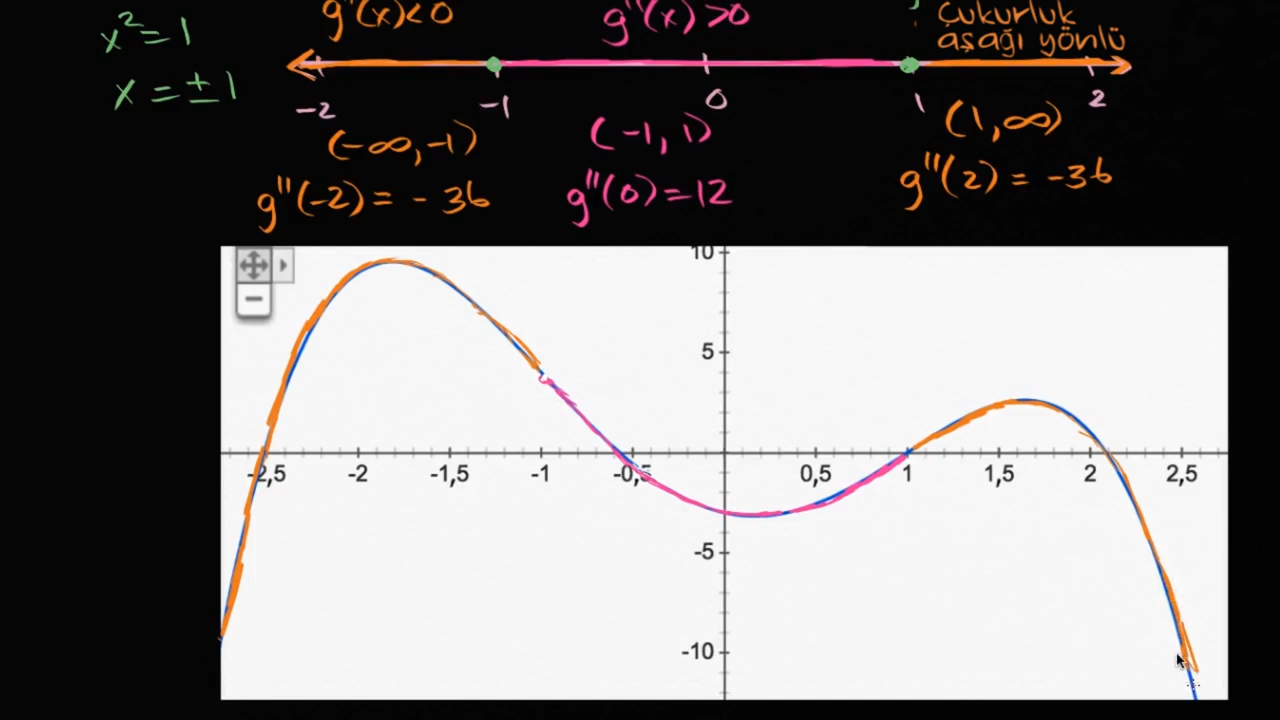 x² = 1
x = ±1
g''(x)<0
g''(x)>0
Çukurluk
aşağı yönlü
-2 -1 0 1 2
(-∞, -1)
(-1, 1)
(1, ∞)
g''(-2) = -36
g''(0) = 12
g''(2) = -36
10
5
-2,5 -2 -1,5 -1 -0,5 0,5 1 1,5 2 2,5
-5
-10